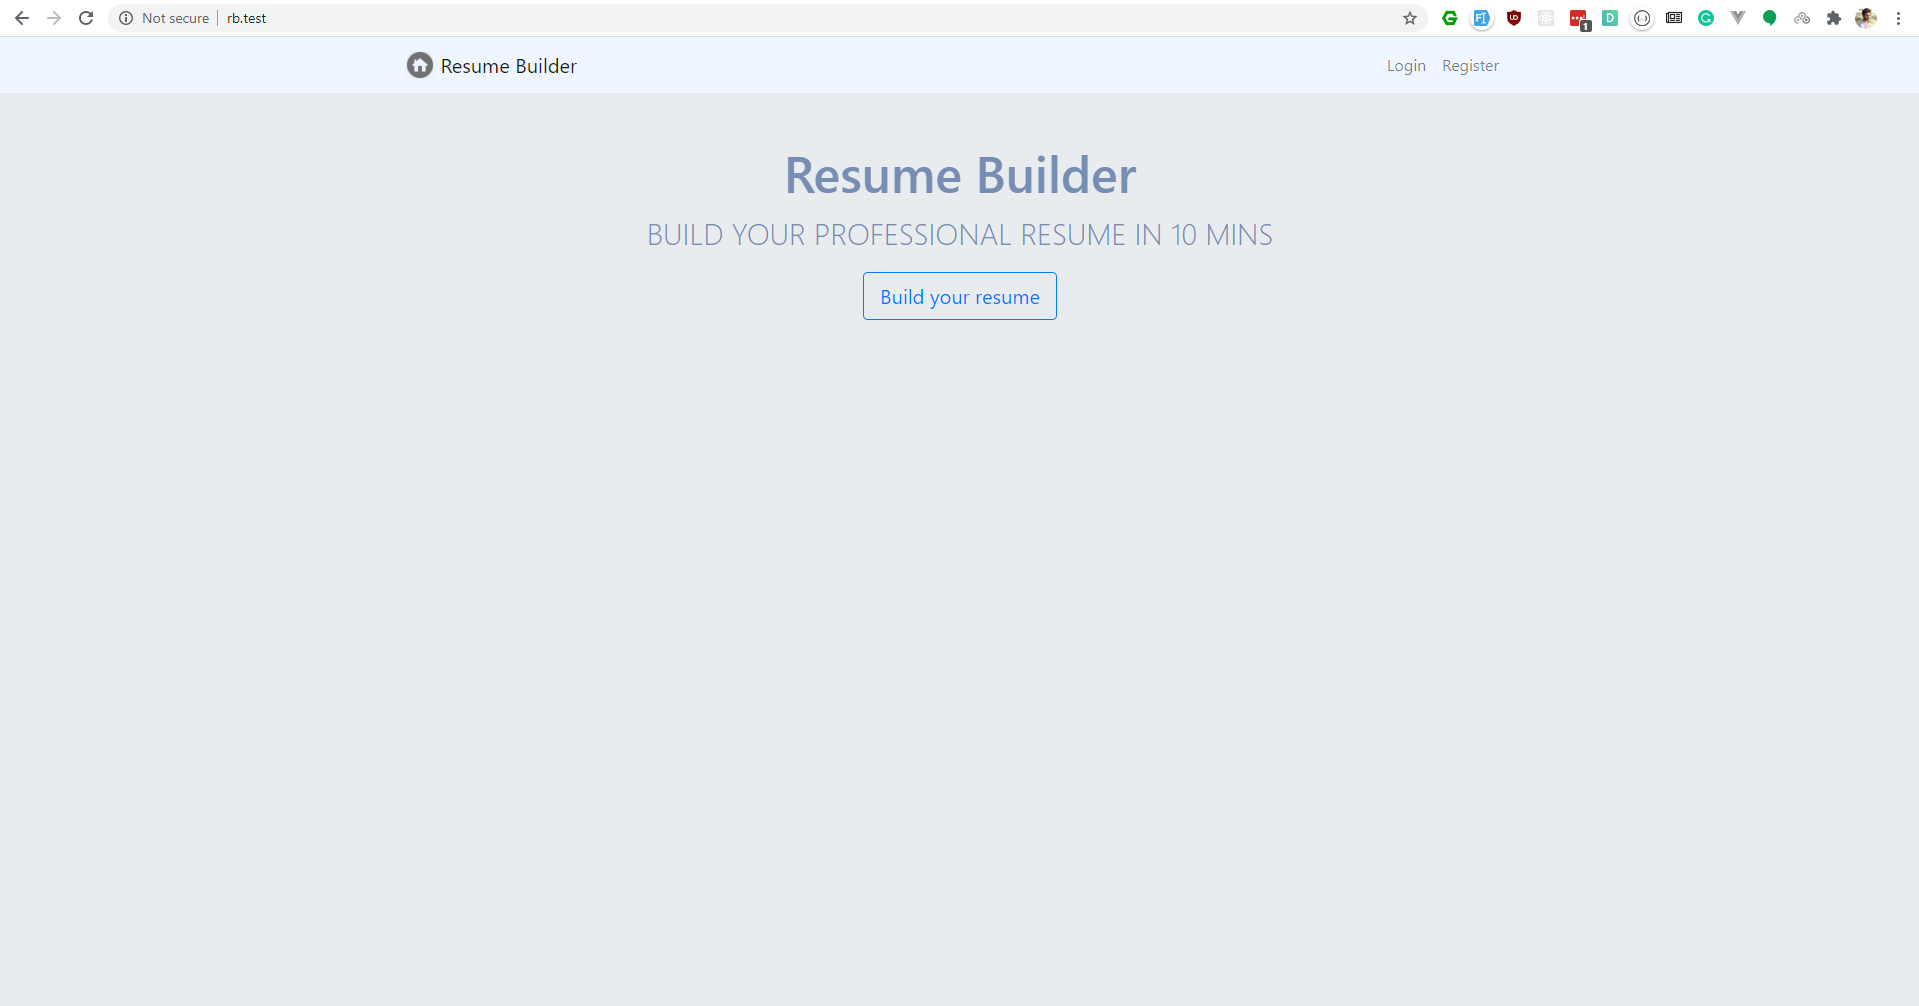 Not secure | rb.test
1
Resume Builder
Login Register
Resume Builder
BUILD YOUR PROFESSIONAL RESUME IN 10 MINS
Build your resume